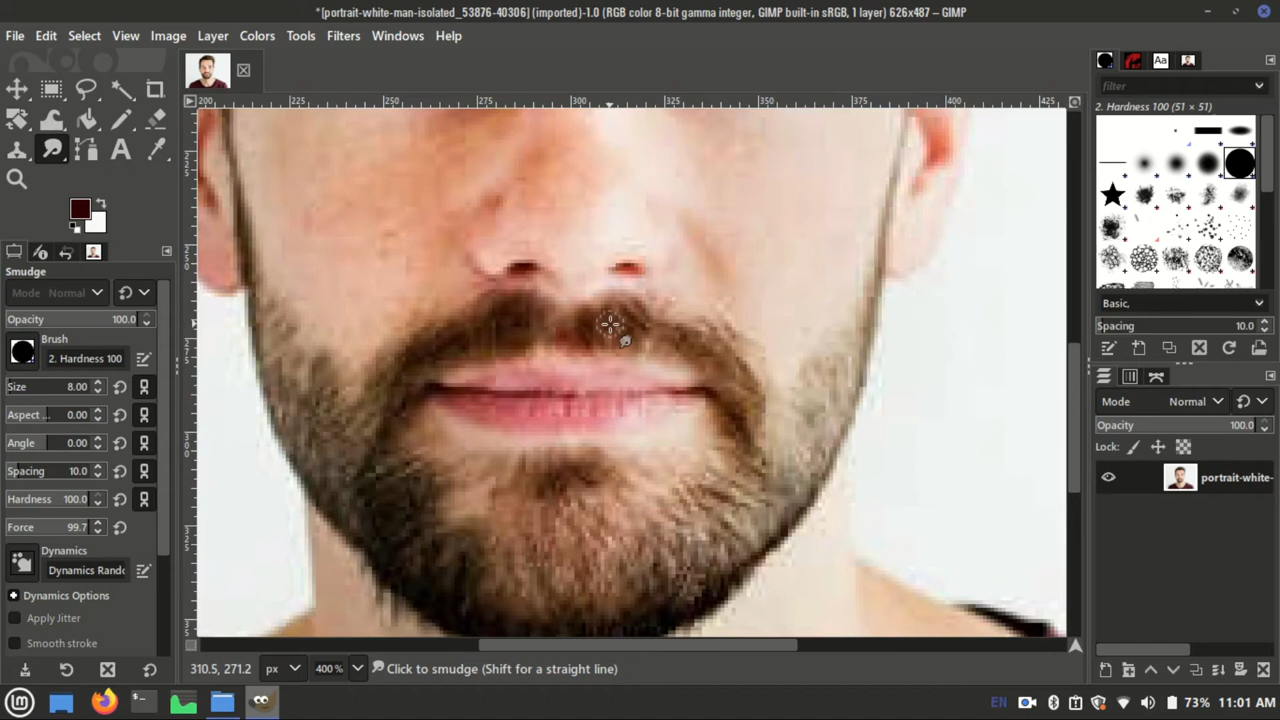 *[portrait-white-man-isolated_53876-40306] (imported)-1.0 (RGB color 8-bit gamma integer, GIMP built-in sRGB, 1 layer) 626x487 – GIMP
File Edit Select View Image Layer Colors Tools Filters Windows Help
200 225 250 275 300 325 350 375 400 425
filter
2. Hardness 100 (51 × 51)
Smudge
Mode Normal
Opacity 100.0
Brush
2. Hardness 100
Size 8.00
Aspect ... 0.00
Angle 0.00
Spacing 10.0
Hardness 100.0
Force 99.7
Dynamics
Dynamics Rando
Dynamics Options
Apply Jitter
Smooth stroke
225
250
275
300
325
Basic,
Spacing 10.0
Mode Normal
Opacity 100.0
Lock:
portrait-white-
310.5, 271.2 px 400% Click to smudge (Shift for a straight line)
EN 73% 11:01 AM